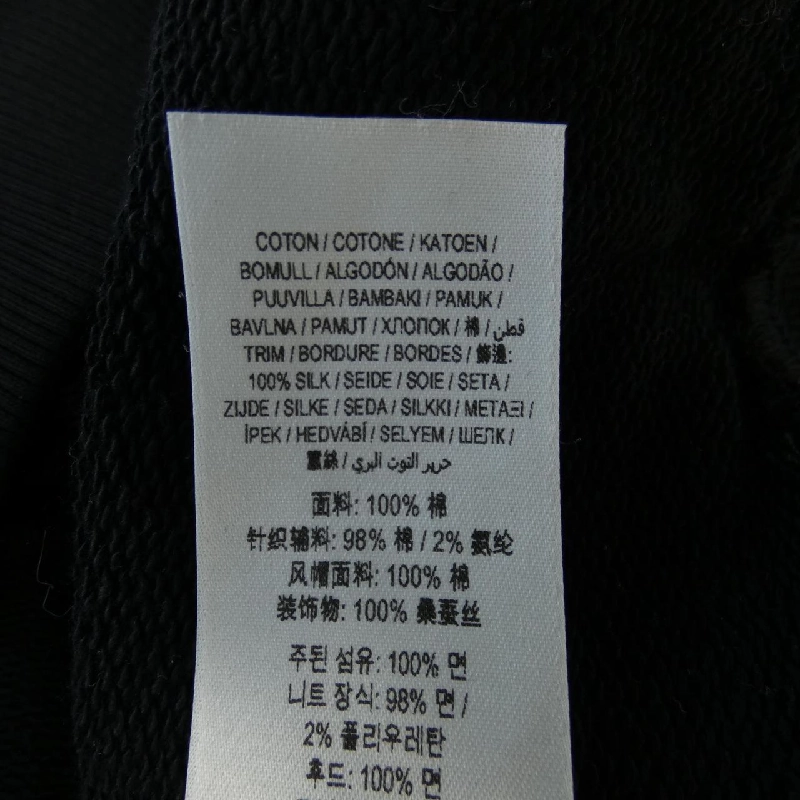 COTON / COTONE / KATOEN /
BOMULL / ALGODÓN / ALGODÃO /
PUUVILLA / BAMBAKI / PAMUK /
BAVLNA / PAMUT / ХЛОПОК / 棉 / قطن
TRIM / BORDURE / BORDES / 飾邊:
100% SILK / SEIDE / SOIE / SETA /
ZIJDE / SILKE / SEDA / SILKKI / ΜΕΤΑΞΙ /
İPEK / HEDVÁBÍ / SELYEM / ШЕЛК /
蠶絲 / حرير التوت البري
面料: 100% 棉
针织辅料: 98% 棉 / 2% 氨纶
风帽面料: 100% 棉
装饰物: 100% 桑蚕丝
주된 섬유: 100% 면
니트 장식: 98% 면 /
2% 폴리우레탄
후드: 100% 면